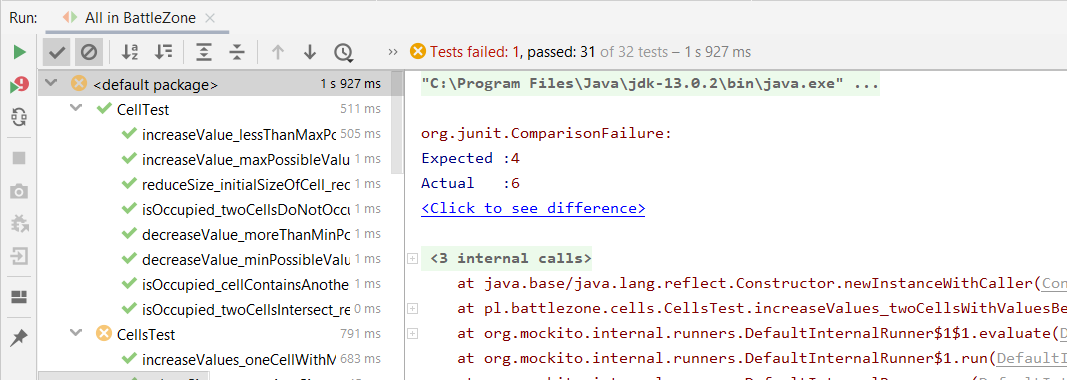 Run: All in BattleZone
Tests failed: 1, passed: 31 of 32 tests – 1 s 927 ms
<default package> 1 s 927 ms
CellTest 511 ms
increaseValue_lessThanMaxPo 505 ms
increaseValue_maxPossibleValu 1 ms
reduceSize_initialSizeOfCell_rec 1 ms
isOccupied_twoCellsDoNotOccu 1 ms
decreaseValue_moreThanMinPo 1 ms
decreaseValue_minPossibleValu 1 ms
isOccupied_cellContainsAnothe 1 ms
isOccupied_twoCellsIntersect_re 0 ms
CellsTest 791 ms
increaseValues_oneCellWithM 683 ms
"C:\Program Files\Java\jdk-13.0.2\bin\java.exe" ...
org.junit.ComparisonFailure:
Expected :4
Actual :6
<Click to see difference>
<3 internal calls>
at java.base/java.lang.reflect.Constructor.newInstanceWithCaller(Con
at pl.battlezone.cells.CellsTest.increaseValues_twoCellsWithValuesBe
at org.mockito.internal.runners.DefaultInternalRunner$1$1.evaluate(D
at org.mockito.internal.runners.DefaultInternalRunner$1.run(DefaultI